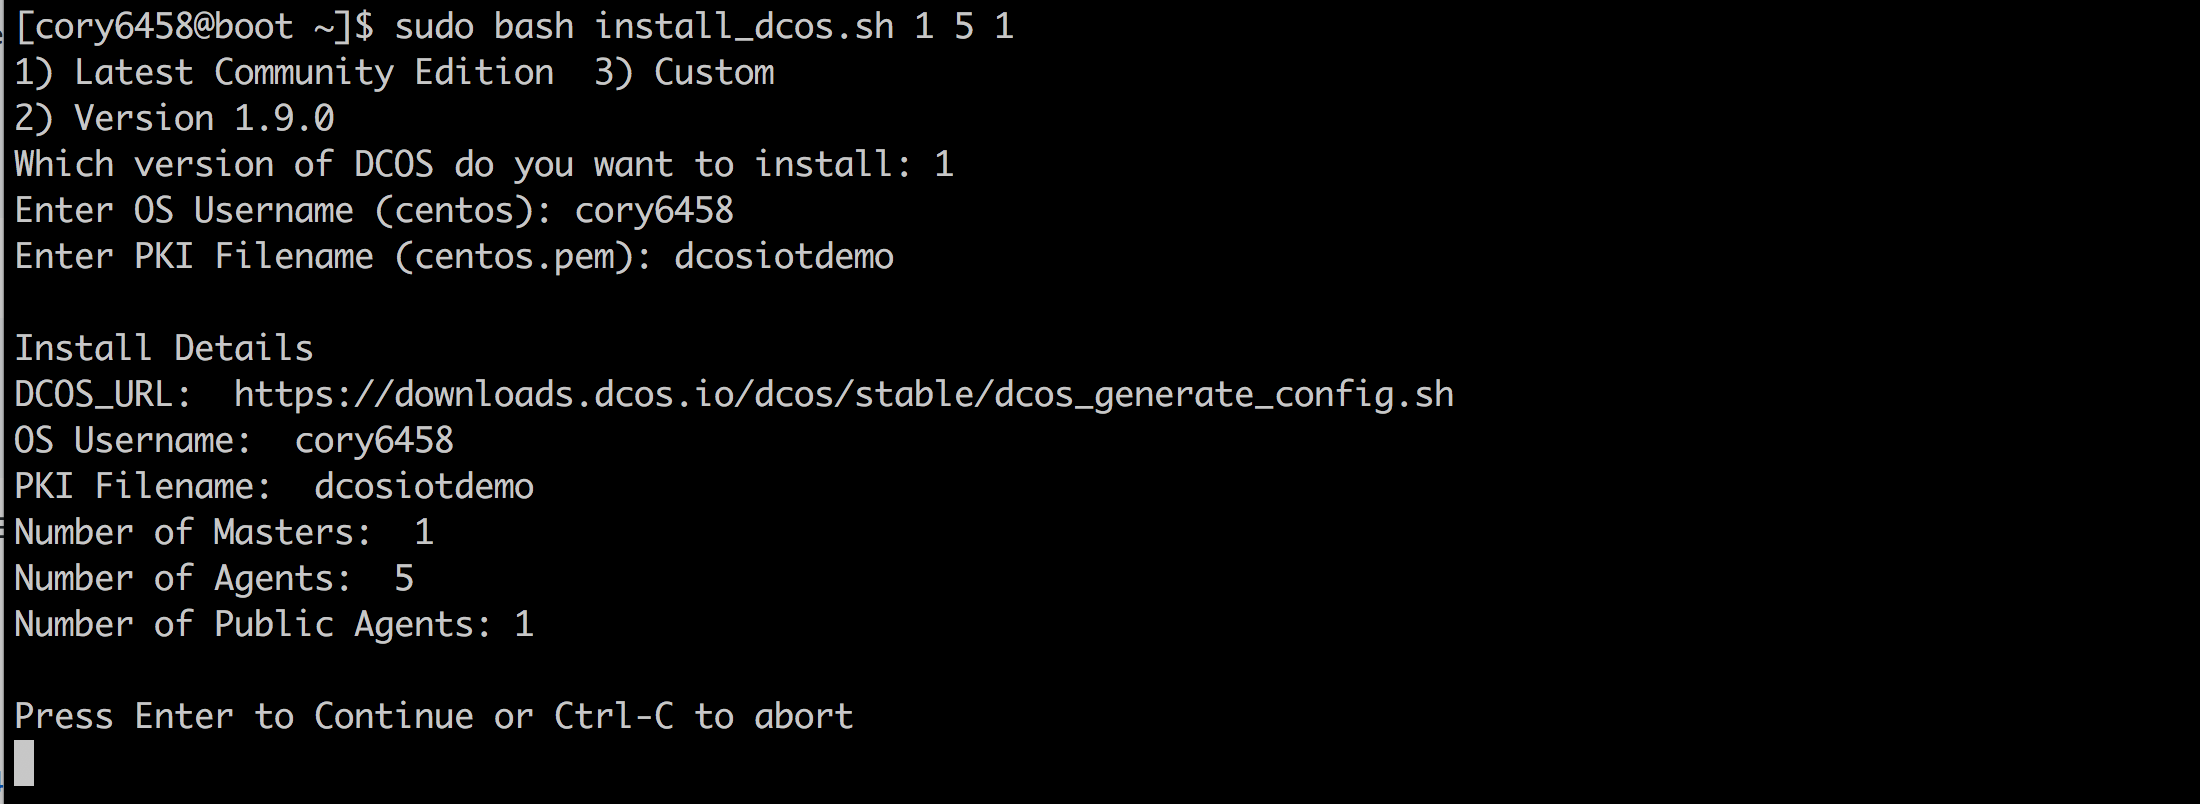 [cory6458@boot ~]$ sudo bash install_dcos.sh 1 5 1
1) Latest Community Edition  3) Custom
2) Version 1.9.0
Which version of DCOS do you want to install: 1
Enter OS Username (centos): cory6458
Enter PKI Filename (centos.pem): dcosiotdemo
Install Details
DCOS_URL:  https://downloads.dcos.io/dcos/stable/dcos_generate_config.sh
OS Username:  cory6458
PKI Filename:  dcosiotdemo
Number of Masters:  1
Number of Agents:  5
Number of Public Agents: 1
Press Enter to Continue or Ctrl-C to abort